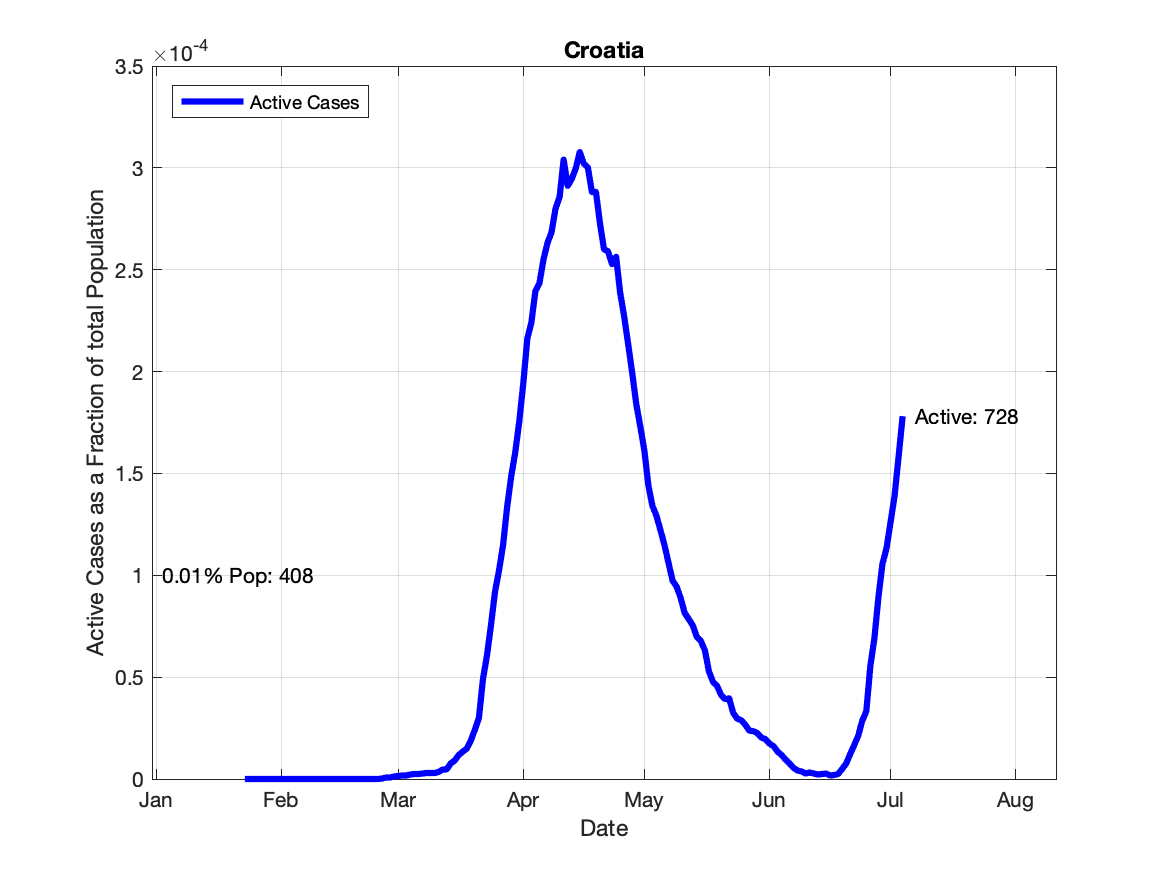 Croatia
×10-4
3.5
3
2.5
2
1.5
1
0.5
0
Active Cases as a Fraction of total Population
Active Cases
Active: 728
0.01% Pop: 408
Jan Feb Mar Apr May Jun Jul Aug
Date